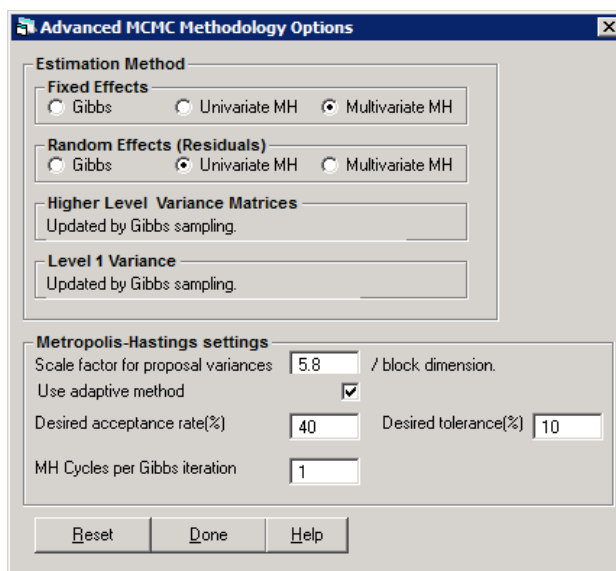 Advanced MCMC Methodology Options
Estimation Method
Fixed Effects
Gibbs Univariate MH Multivariate MH
Random Effects (Residuals)
Gibbs Univariate MH Multivariate MH
Higher Level Variance Matrices
Updated by Gibbs sampling.
Level 1 Variance
Updated by Gibbs sampling.
Metropolis-Hastings settings
Scale factor for proposal variances 5.8 / block dimension.
Use adaptive method
Desired acceptance rate(%) 40 Desired tolerance(%) 10
MH Cycles per Gibbs iteration 1
Reset Done Help